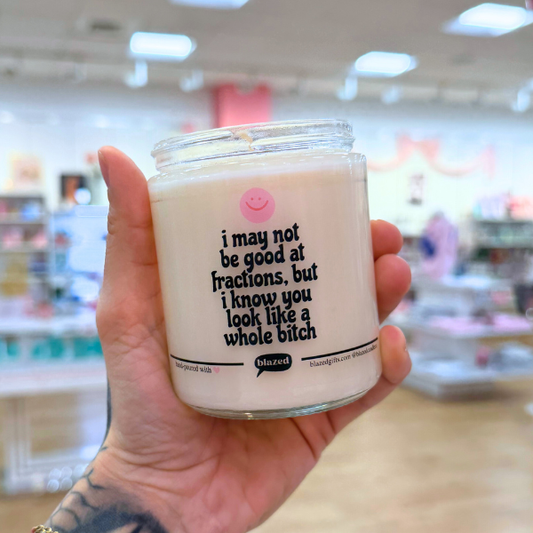 i may not
be good at
fractions, but
i know you
look like a
whole bitch
blazed
hand-poured with
blazedgifts.com